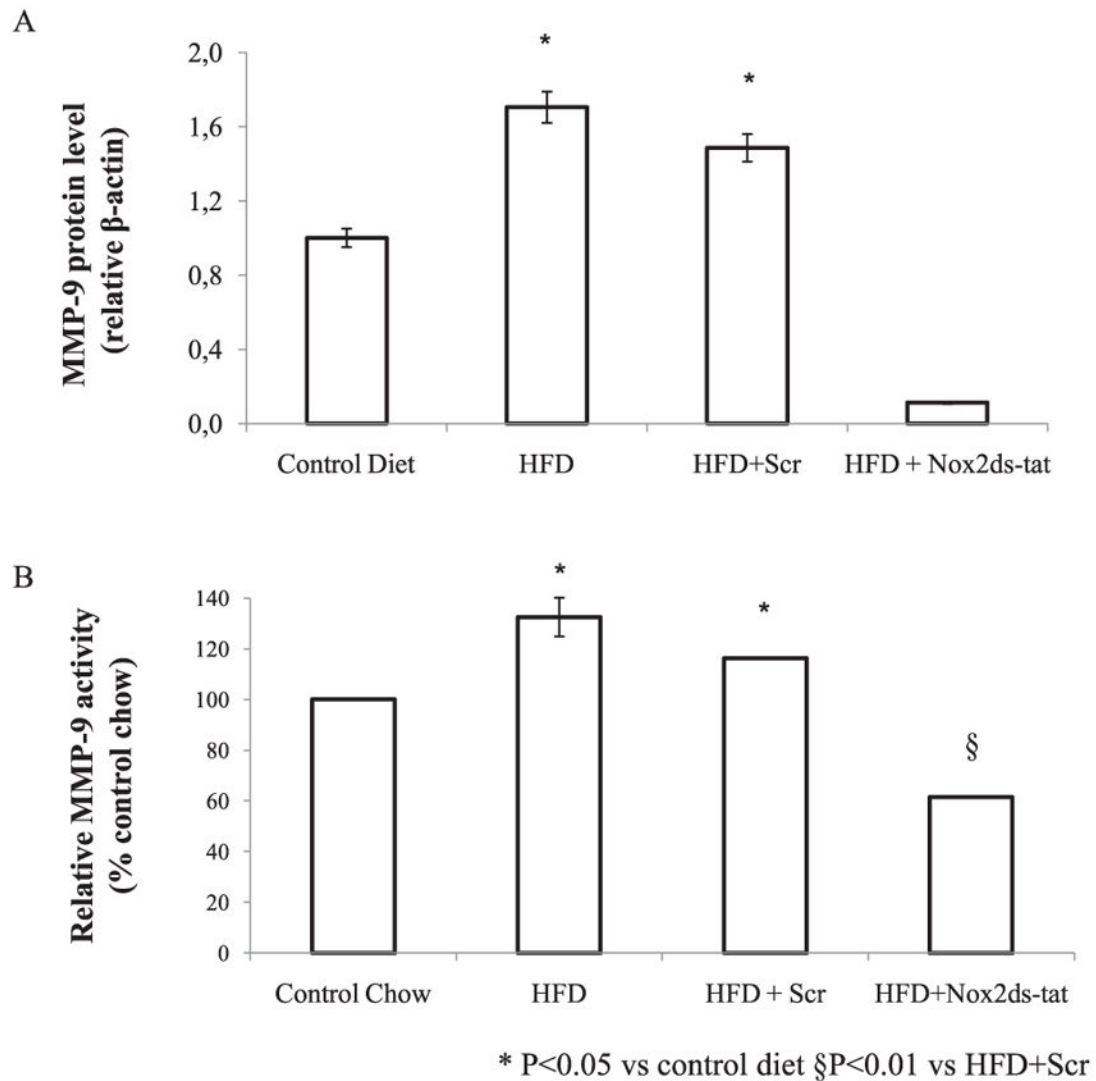 A
MMP-9 protein level
(relative β-actin)
2,0
1,6
1,2
0,8
0,4
0,0
*
*
Control Diet
HFD
HFD+Scr
HFD + Nox2ds-tat
B
Relative MMP-9 activity
(% control chow)
140
120
100
80
60
40
20
0
*
*
§
Control Chow
HFD
HFD + Scr
HFD+Nox2ds-tat
* P<0.05 vs control diet §P<0.01 vs HFD+Scr